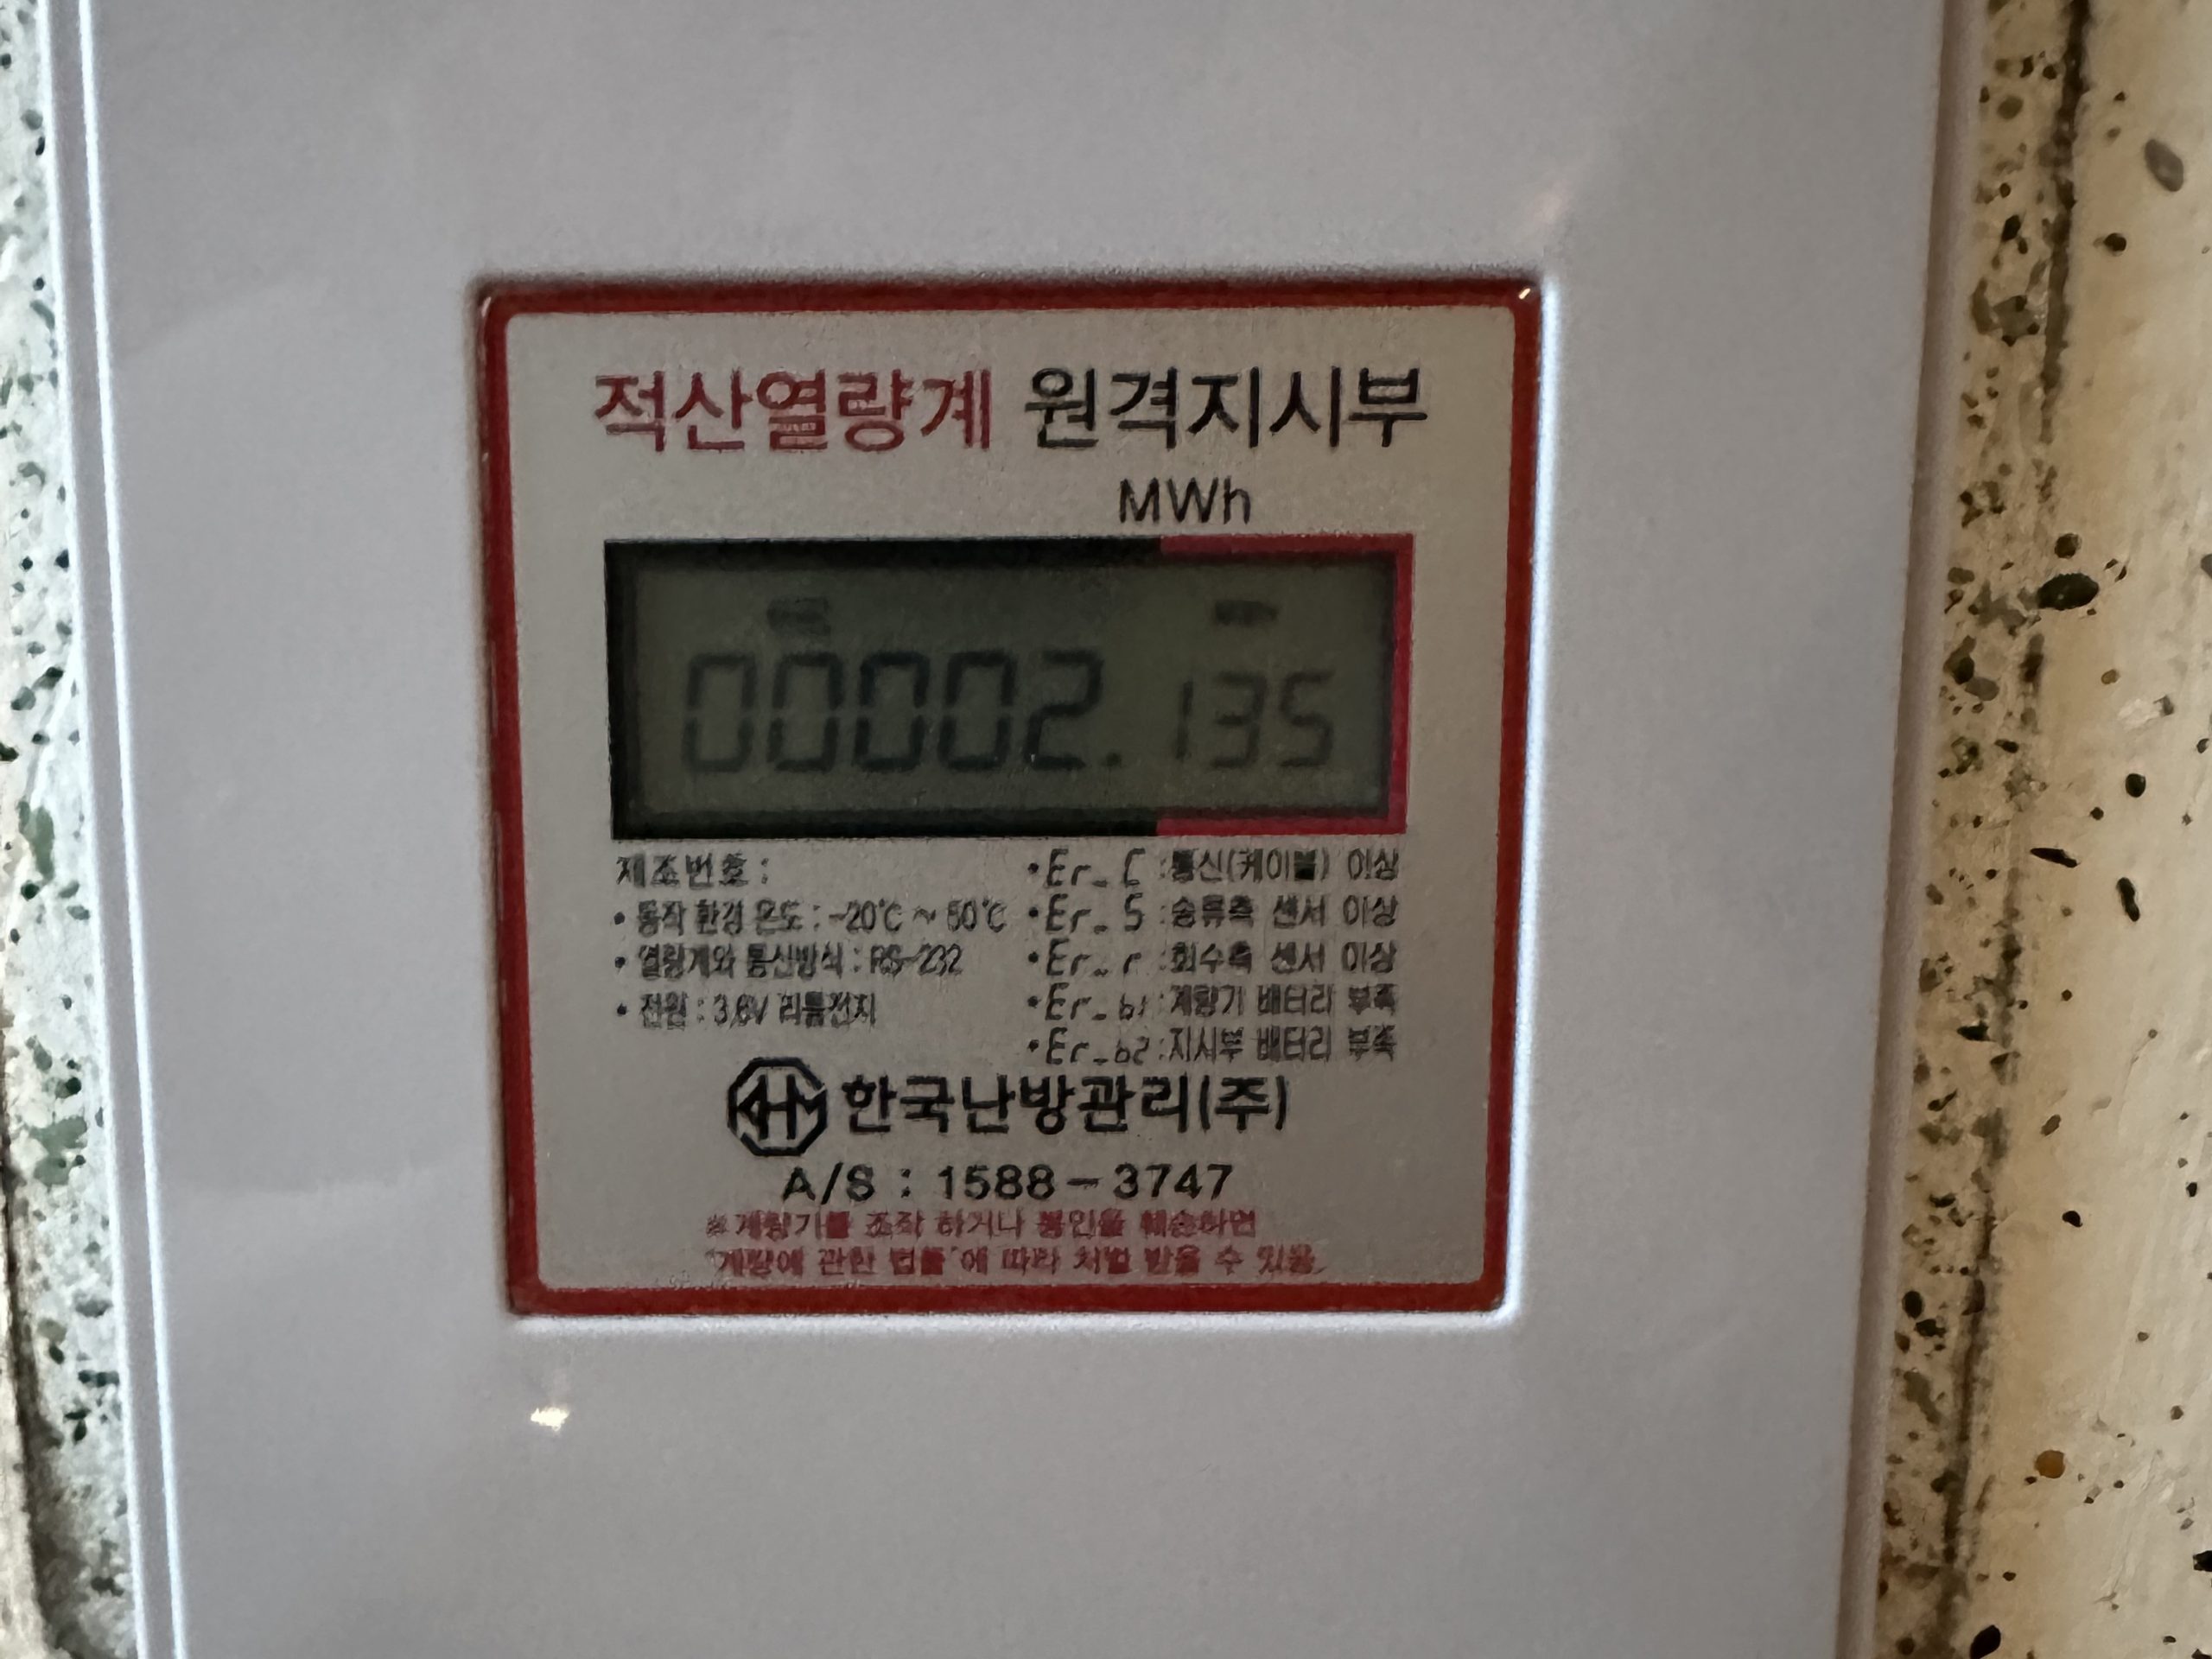 적산열량계 원격지시부
MWh
00002.135
제조번호 :
• 동작 환경 온도 : -20℃ ~ 60℃
• 열량계와 통신방식 : RS-232
• 전원 : 3.6V 리튬전지
•Er_C :통신(케이블) 이상
•Er_S :송류측 센서 이상
•Er_r :회수측 센서 이상
•Er_b1 :계량기 배터리 부족
•Er_b2 :지시부 배터리 부족
KHM 한국난방관리(주)
A/S : 1588-3747
※계량기를 조작 하거나 봉인을 훼손하면
"계량에 관한 법률"에 따라 처벌 받을 수 있음.